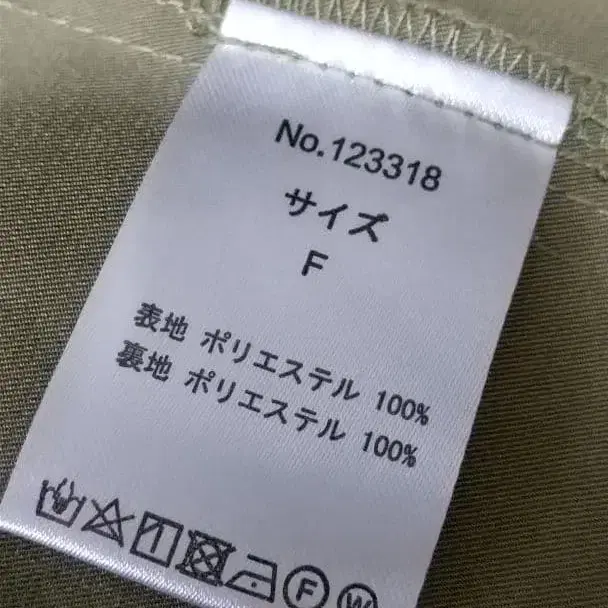 No.123318
サイズ
F
表地 ポリエステル 100%
裏地 ポリエステル 100%
F W